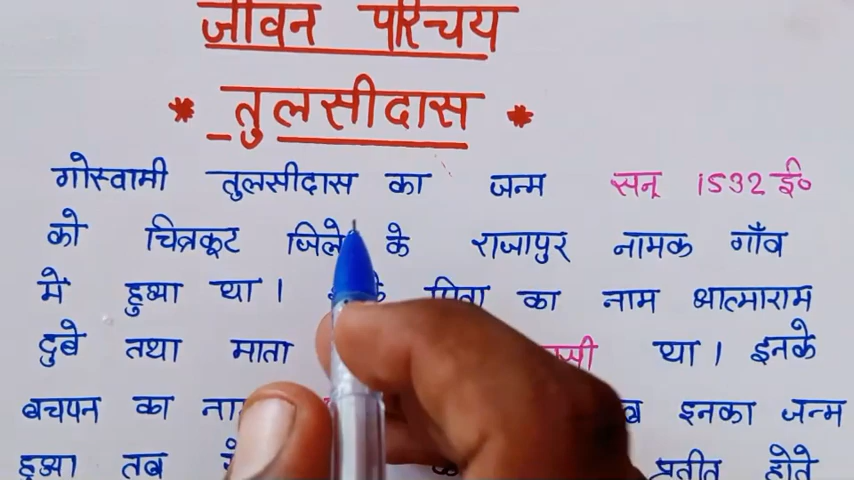 जीवन परिचय
* तुलसीदास *
गोस्वामी तुलसीदास का जन्म सन् 1532 ई०
को चित्रकूट जिले के राजापुर नामक गाँव
में हुआ था। पिता का नाम आत्माराम
दुबे तथा माता था। इनके
बचपन का इनका जन्म
हुआ तब प्रतीत होते